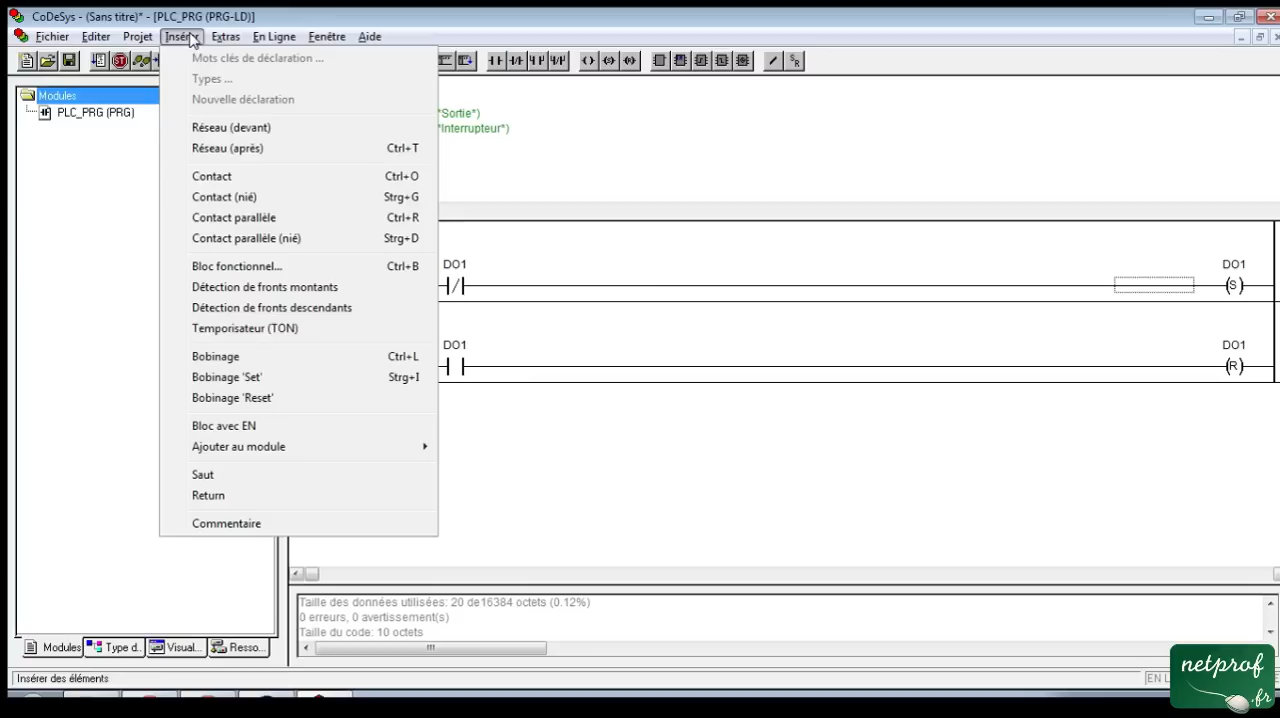 CoDeSys - (Sans titre)* - [PLC_PRG (PRG-LD)]
Fichier Editer Projet Insérer Extras En Ligne Fenêtre Aide
Mots clés de déclaration ...
Types ...
Nouvelle déclaration
Réseau (devant)
Réseau (après) Ctrl+T
Contact Ctrl+O
Contact (nié) Strg+G
Contact parallèle Ctrl+R
Contact parallèle (nié) Strg+D
Bloc fonctionnel... Ctrl+B
Détection de fronts montants
Détection de fronts descendants
Temporisateur (TON)
Bobinage Ctrl+L
Bobinage 'Set' Strg+I
Bobinage 'Reset'
Bloc avec EN
Ajouter au module
Saut
Return
Commentaire
Modules
PLC_PRG (PRG)
*Sortie*)
*Interrupteur*)
DO1 DO1
S
DO1 DO1
R
Taille des données utilisées: 20 de16384 octets (0.12%)
0 erreurs, 0 avertissement(s)
Taille du code: 10 octets
Modules Type d... Visual... Resso...
Insérer des éléments
EN L
netprof
.fr